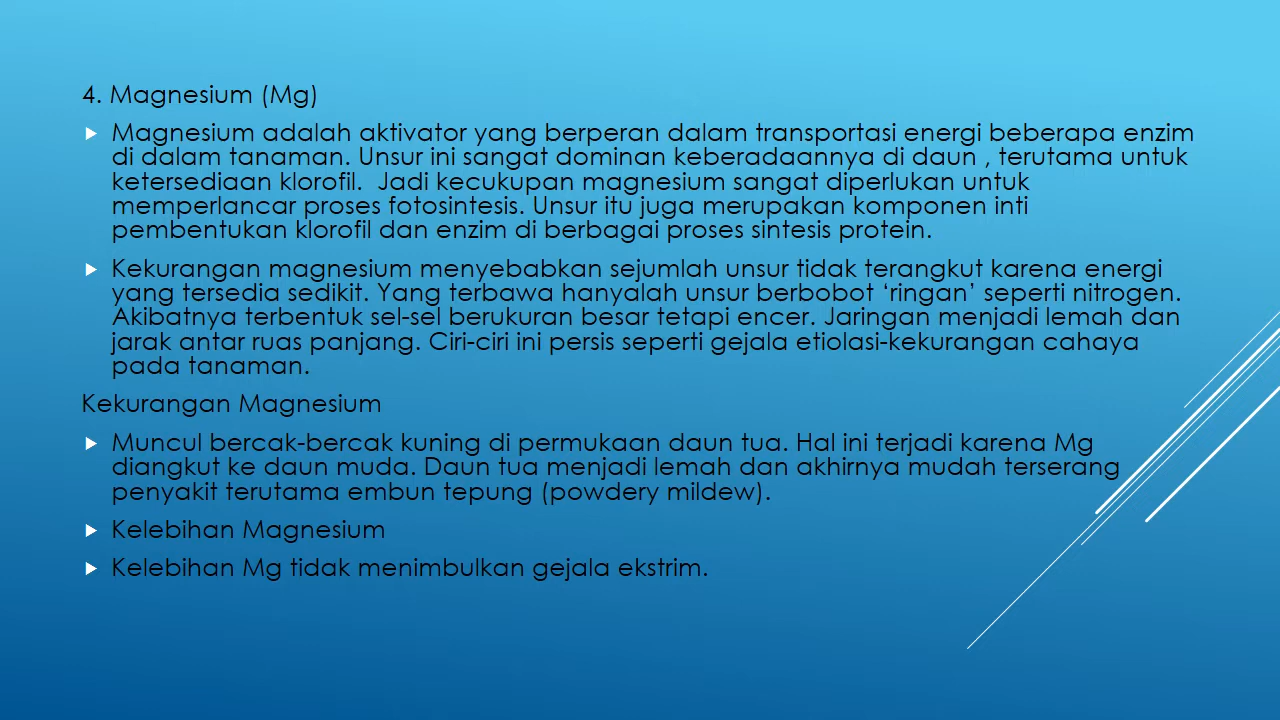 4. Magnesium (Mg)
Magnesium adalah aktivator yang berperan dalam transportasi energi beberapa enzim
di dalam tanaman. Unsur ini sangat dominan keberadaannya di daun , terutama untuk
ketersediaan klorofil.  Jadi kecukupan magnesium sangat diperlukan untuk
memperlancar proses fotosintesis. Unsur itu juga merupakan komponen inti
pembentukan klorofil dan enzim di berbagai proses sintesis protein.
Kekurangan magnesium menyebabkan sejumlah unsur tidak terangkut karena energi
yang tersedia sedikit. Yang terbawa hanyalah unsur berbobot ‘ringan’ seperti nitrogen.
Akibatnya terbentuk sel-sel berukuran besar tetapi encer. Jaringan menjadi lemah dan
jarak antar ruas panjang. Ciri-ciri ini persis seperti gejala etiolasi-kekurangan cahaya
pada tanaman.
Kekurangan Magnesium
Muncul bercak-bercak kuning di permukaan daun tua. Hal ini terjadi karena Mg
diangkut ke daun muda. Daun tua menjadi lemah dan akhirnya mudah terserang
penyakit terutama embun tepung (powdery mildew).
Kelebihan Magnesium
Kelebihan Mg tidak menimbulkan gejala ekstrim.